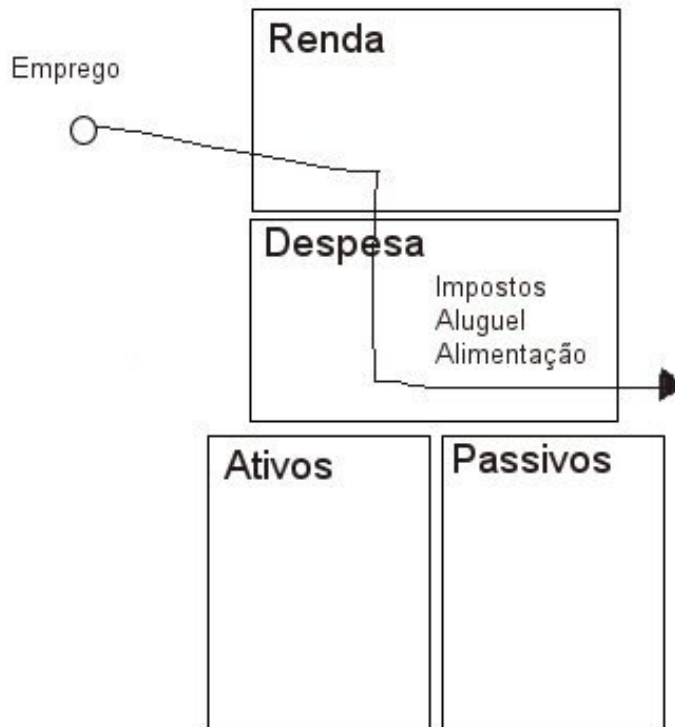 Emprego
Renda
Despesa
Impostos
Aluguel
Alimentação
Ativos
Passivos